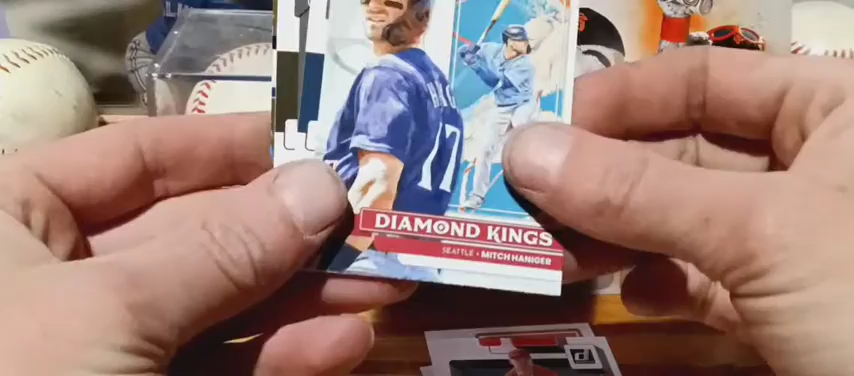 17
DIAMOND KINGS
SEATTLE • MITCH HANIGER